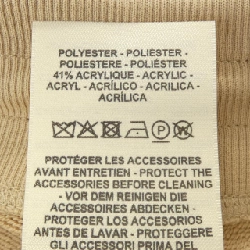 POLYESTER - POLIÉSTER -
POLIESTERE - POLIÉSTER
41% ACRYLIQUE - ACRYLIC -
ACRYL - ACRÍLICO - ACRILICA -
ACRÍLICA
PROTÉGER LES ACCESSOIRES
AVANT ENTRETIEN - PROTECT THE
ACCESSORIES BEFORE CLEANING
- VOR DEM REINIGEN DIE
ACCESSOIRES ABDECKEN -
PROTEGER LOS ACCESORIOS
ANTES DE LAVAR - PROTEGGERE
GLI ACCESSORI PRIMA DEL